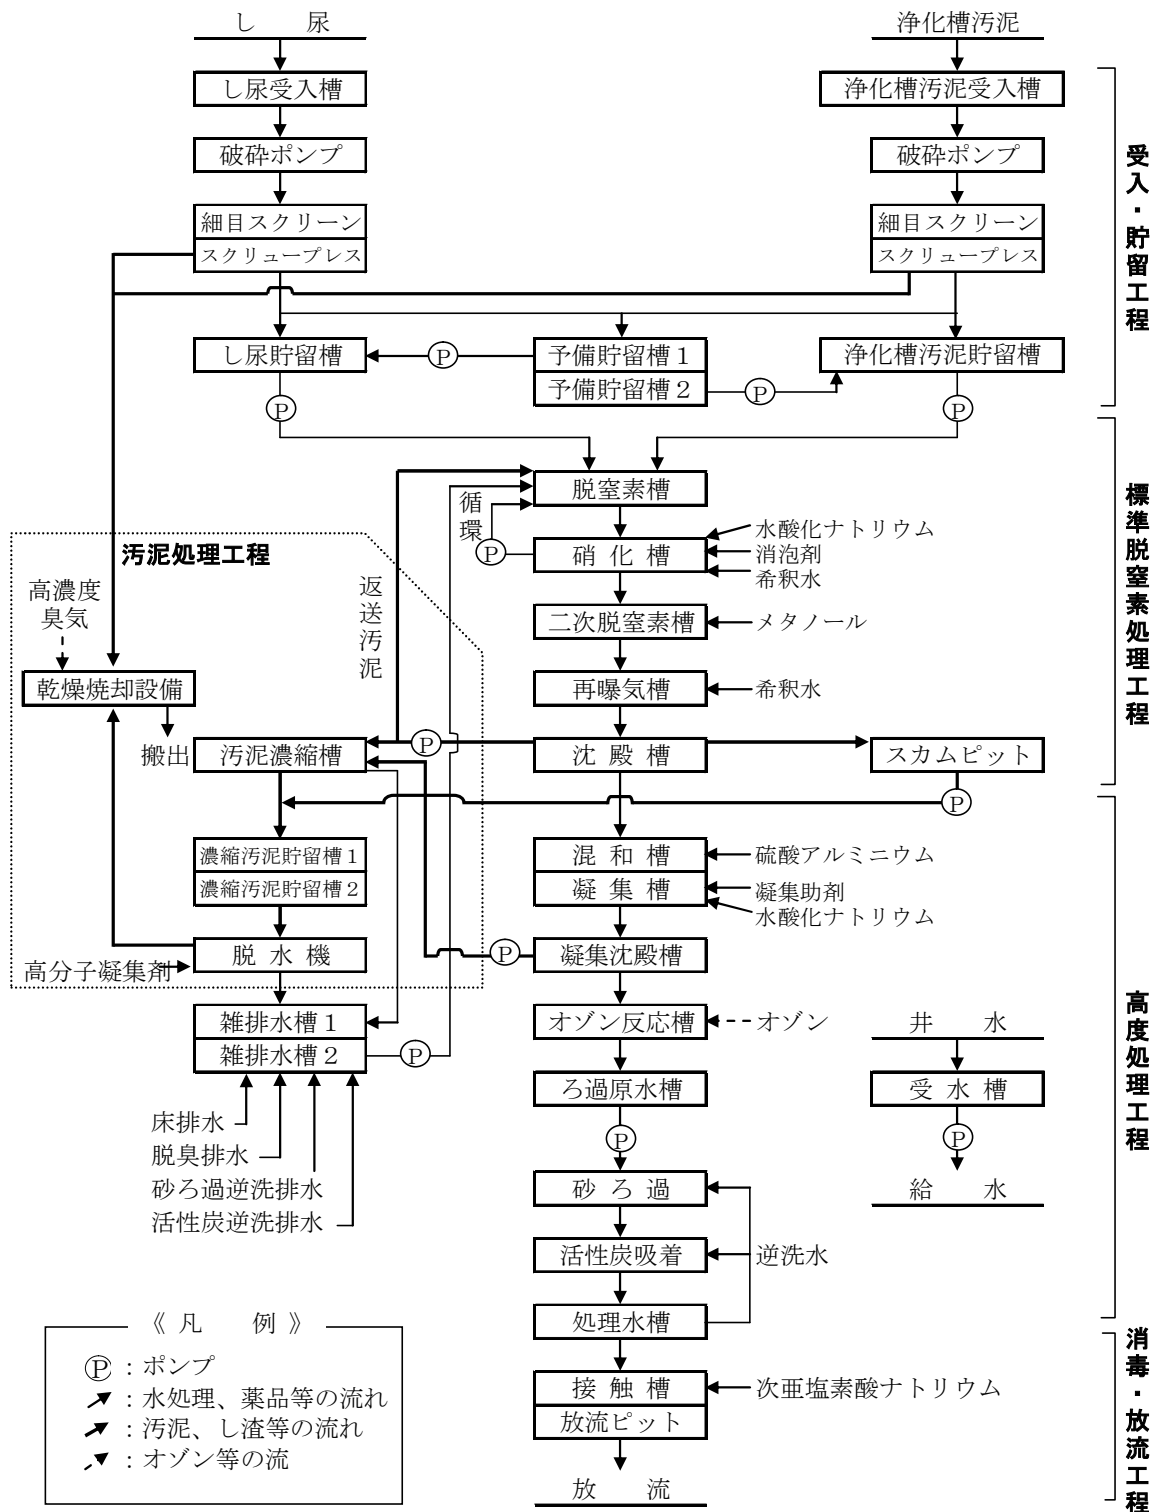 し 尿
浄化槽汚泥
し尿受入槽
浄化槽汚泥受入槽
破砕ポンプ
破砕ポンプ
細目スクリーン
スクリュープレス
細目スクリーン
スクリュープレス
受入・貯留工程
し尿貯留槽
P
予備貯留槽1
予備貯留槽2
P
浄化槽汚泥貯留槽
P
P
脱窒素槽
循環
P
硝化槽
水酸化ナトリウム
消泡剤
希釈水
標準脱窒素処理工程
汚泥処理工程
高濃度
臭気
返送汚泥
二次脱窒素槽
メタノール
乾燥焼却設備
再曝気槽
希釈水
搬出
汚泥濃縮槽
P
沈殿槽
スカムピット
P
濃縮汚泥貯留槽1
濃縮汚泥貯留槽2
混和槽
硫酸アルミニウム
凝集槽
凝集助剤
水酸化ナトリウム
脱水機
高分子凝集剤
P
凝集沈殿槽
雑排水槽1
雑排水槽2
P
オゾン反応槽
オゾン
井 水
高度処理工程
ろ過原水槽
受水槽
床排水
脱臭排水
砂ろ過逆洗排水
活性炭逆洗排水
P
P
砂ろ過
給 水
活性炭吸着
逆洗水
処理水槽
《凡 例》
P:ポンプ
:水処理、薬品等の流れ
:汚泥、し渣等の流れ
:オゾン等の流
接触槽
次亜塩素酸ナトリウム
放流ピット
放 流
消毒・放流工程